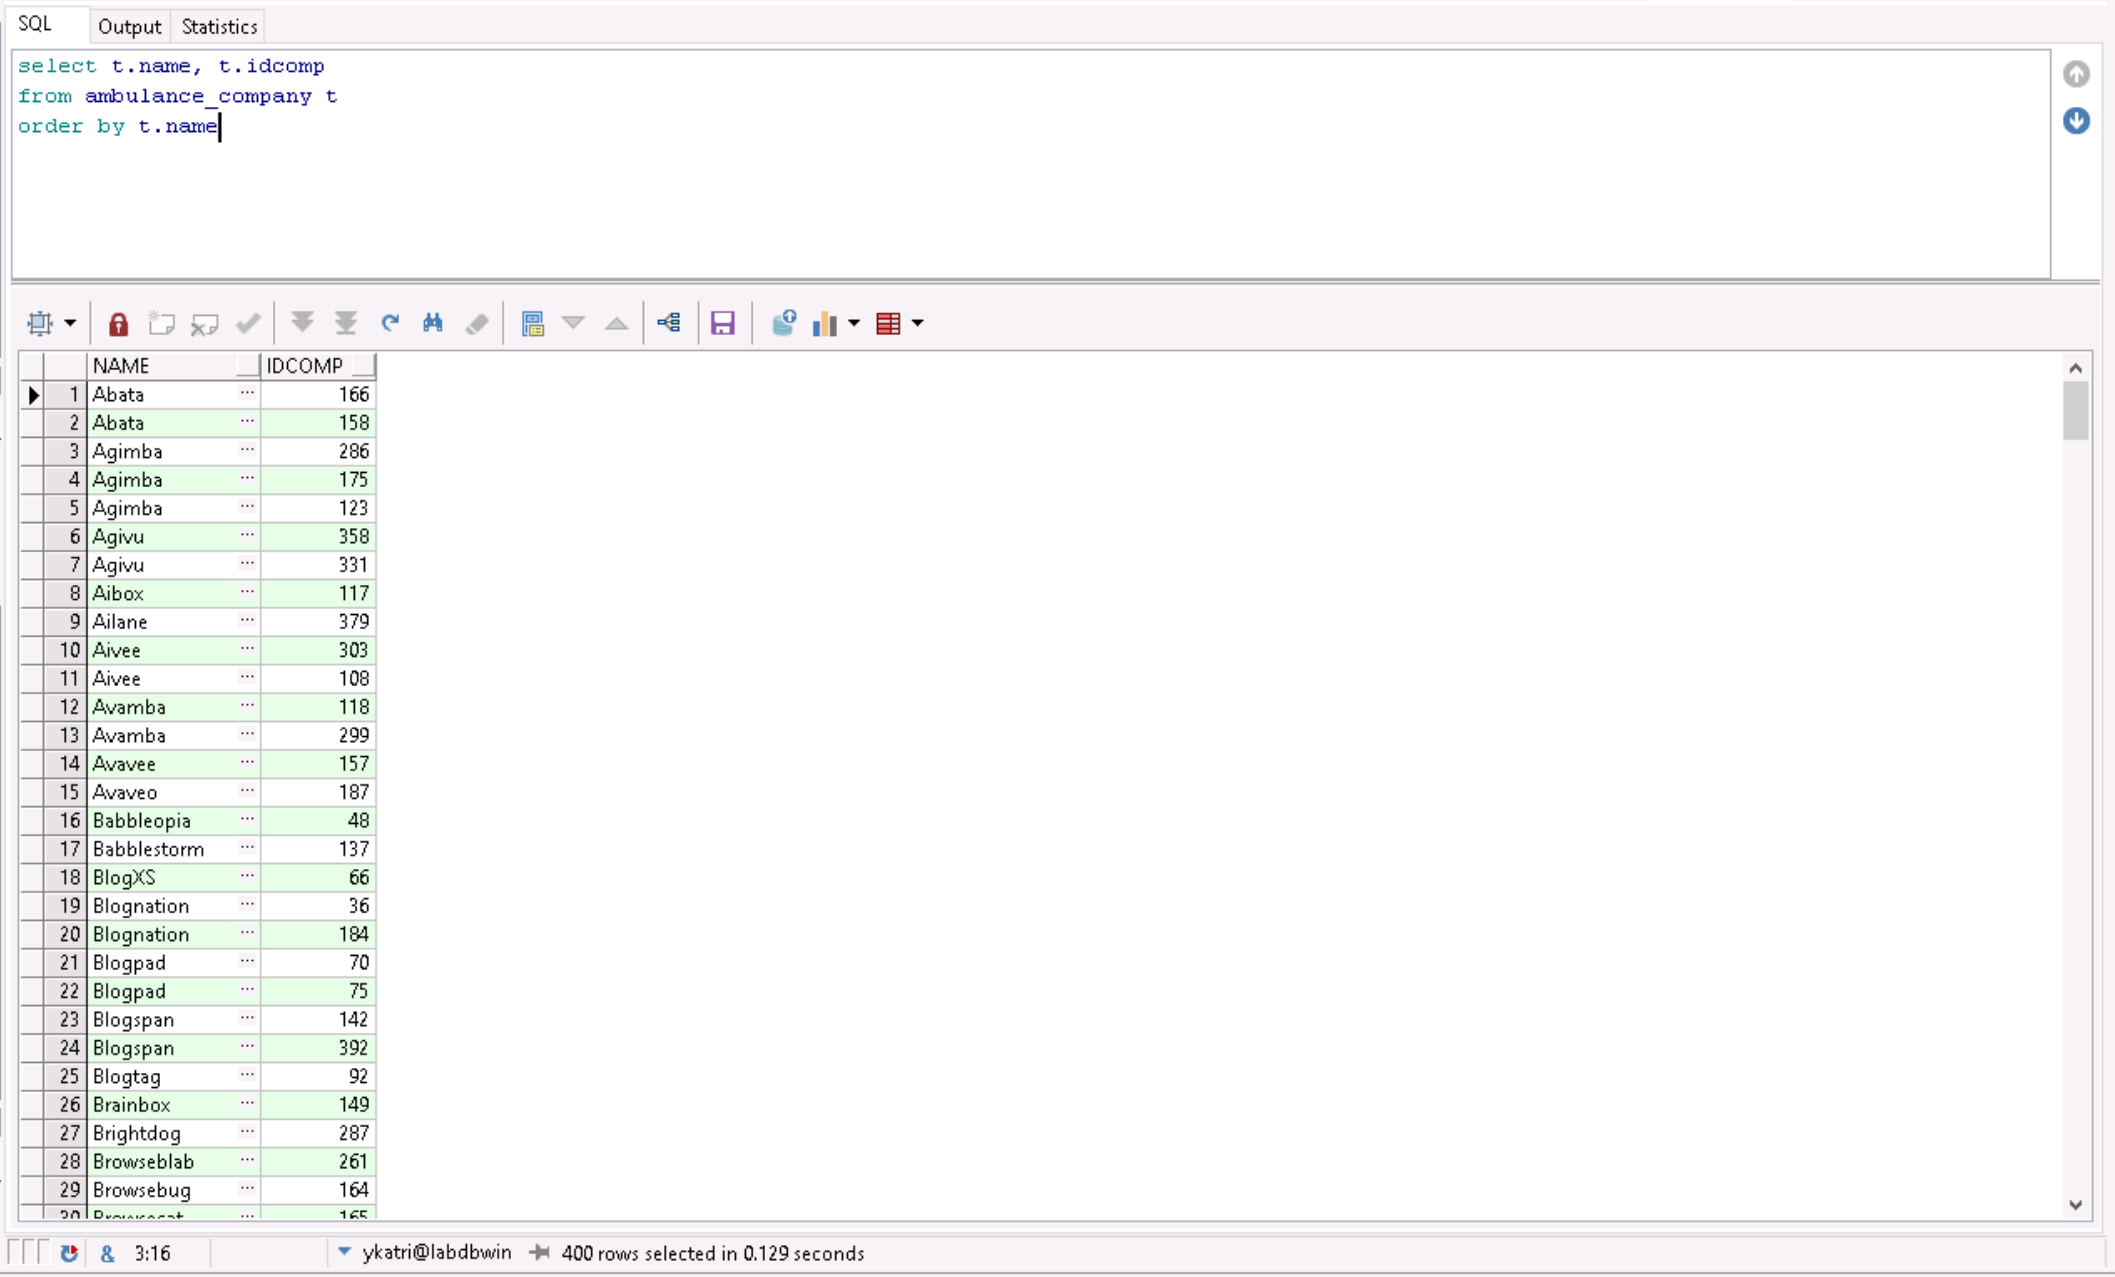 SQL Output Statistics
select t.name, t.idcomp
from ambulance_company t
order by t.name
NAME IDCOMP
1 Abata ... 166
2 Abata ... 158
3 Agimba ... 286
4 Agimba ... 175
5 Agimba ... 123
6 Agivu ... 358
7 Agivu ... 331
8 Aibox ... 117
9 Ailane ... 379
10 Aivee ... 303
11 Aivee ... 108
12 Avamba ... 118
13 Avamba ... 299
14 Avavee ... 157
15 Avaveo ... 187
16 Babbleopia ... 48
17 Babblestorm ... 137
18 BlogXS ... 66
19 Blognation ... 36
20 Blognation ... 184
21 Blogpad ... 70
22 Blogpad ... 75
23 Blogspan ... 142
24 Blogspan ... 392
25 Blogtag ... 92
26 Brainbox ... 149
27 Brightdog ... 287
28 Browseblab ... 261
29 Browsebug ... 164
30 Browsecat ... 165
& 3:16 ykatri@labdbwin 400 rows selected in 0.129 seconds